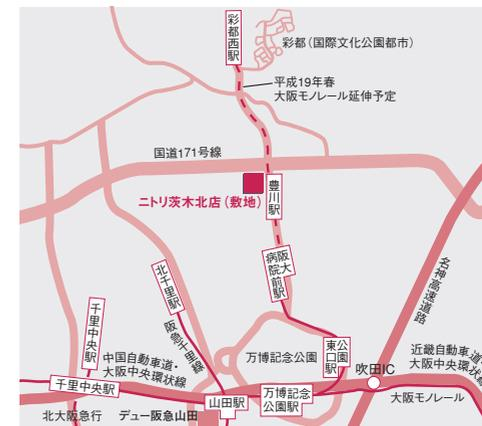 彩都西駅
彩都（国際文化公園都市）
平成19年春
大阪モノレール延伸予定
国道171号線
ニトリ茨木北店（敷地）
豊川駅
阪大
病院前駅
北千里駅
阪急千里線
名神高速道路
千里中央駅
中国自動車道・
大阪中央環状線
万博記念公園
公園
東口駅
吹田IC
近畿自動車道・
大阪中央環状線
千里中央駅
山田駅
万博記念
公園駅
大阪モノレール
北大阪急行
デュー阪急山田